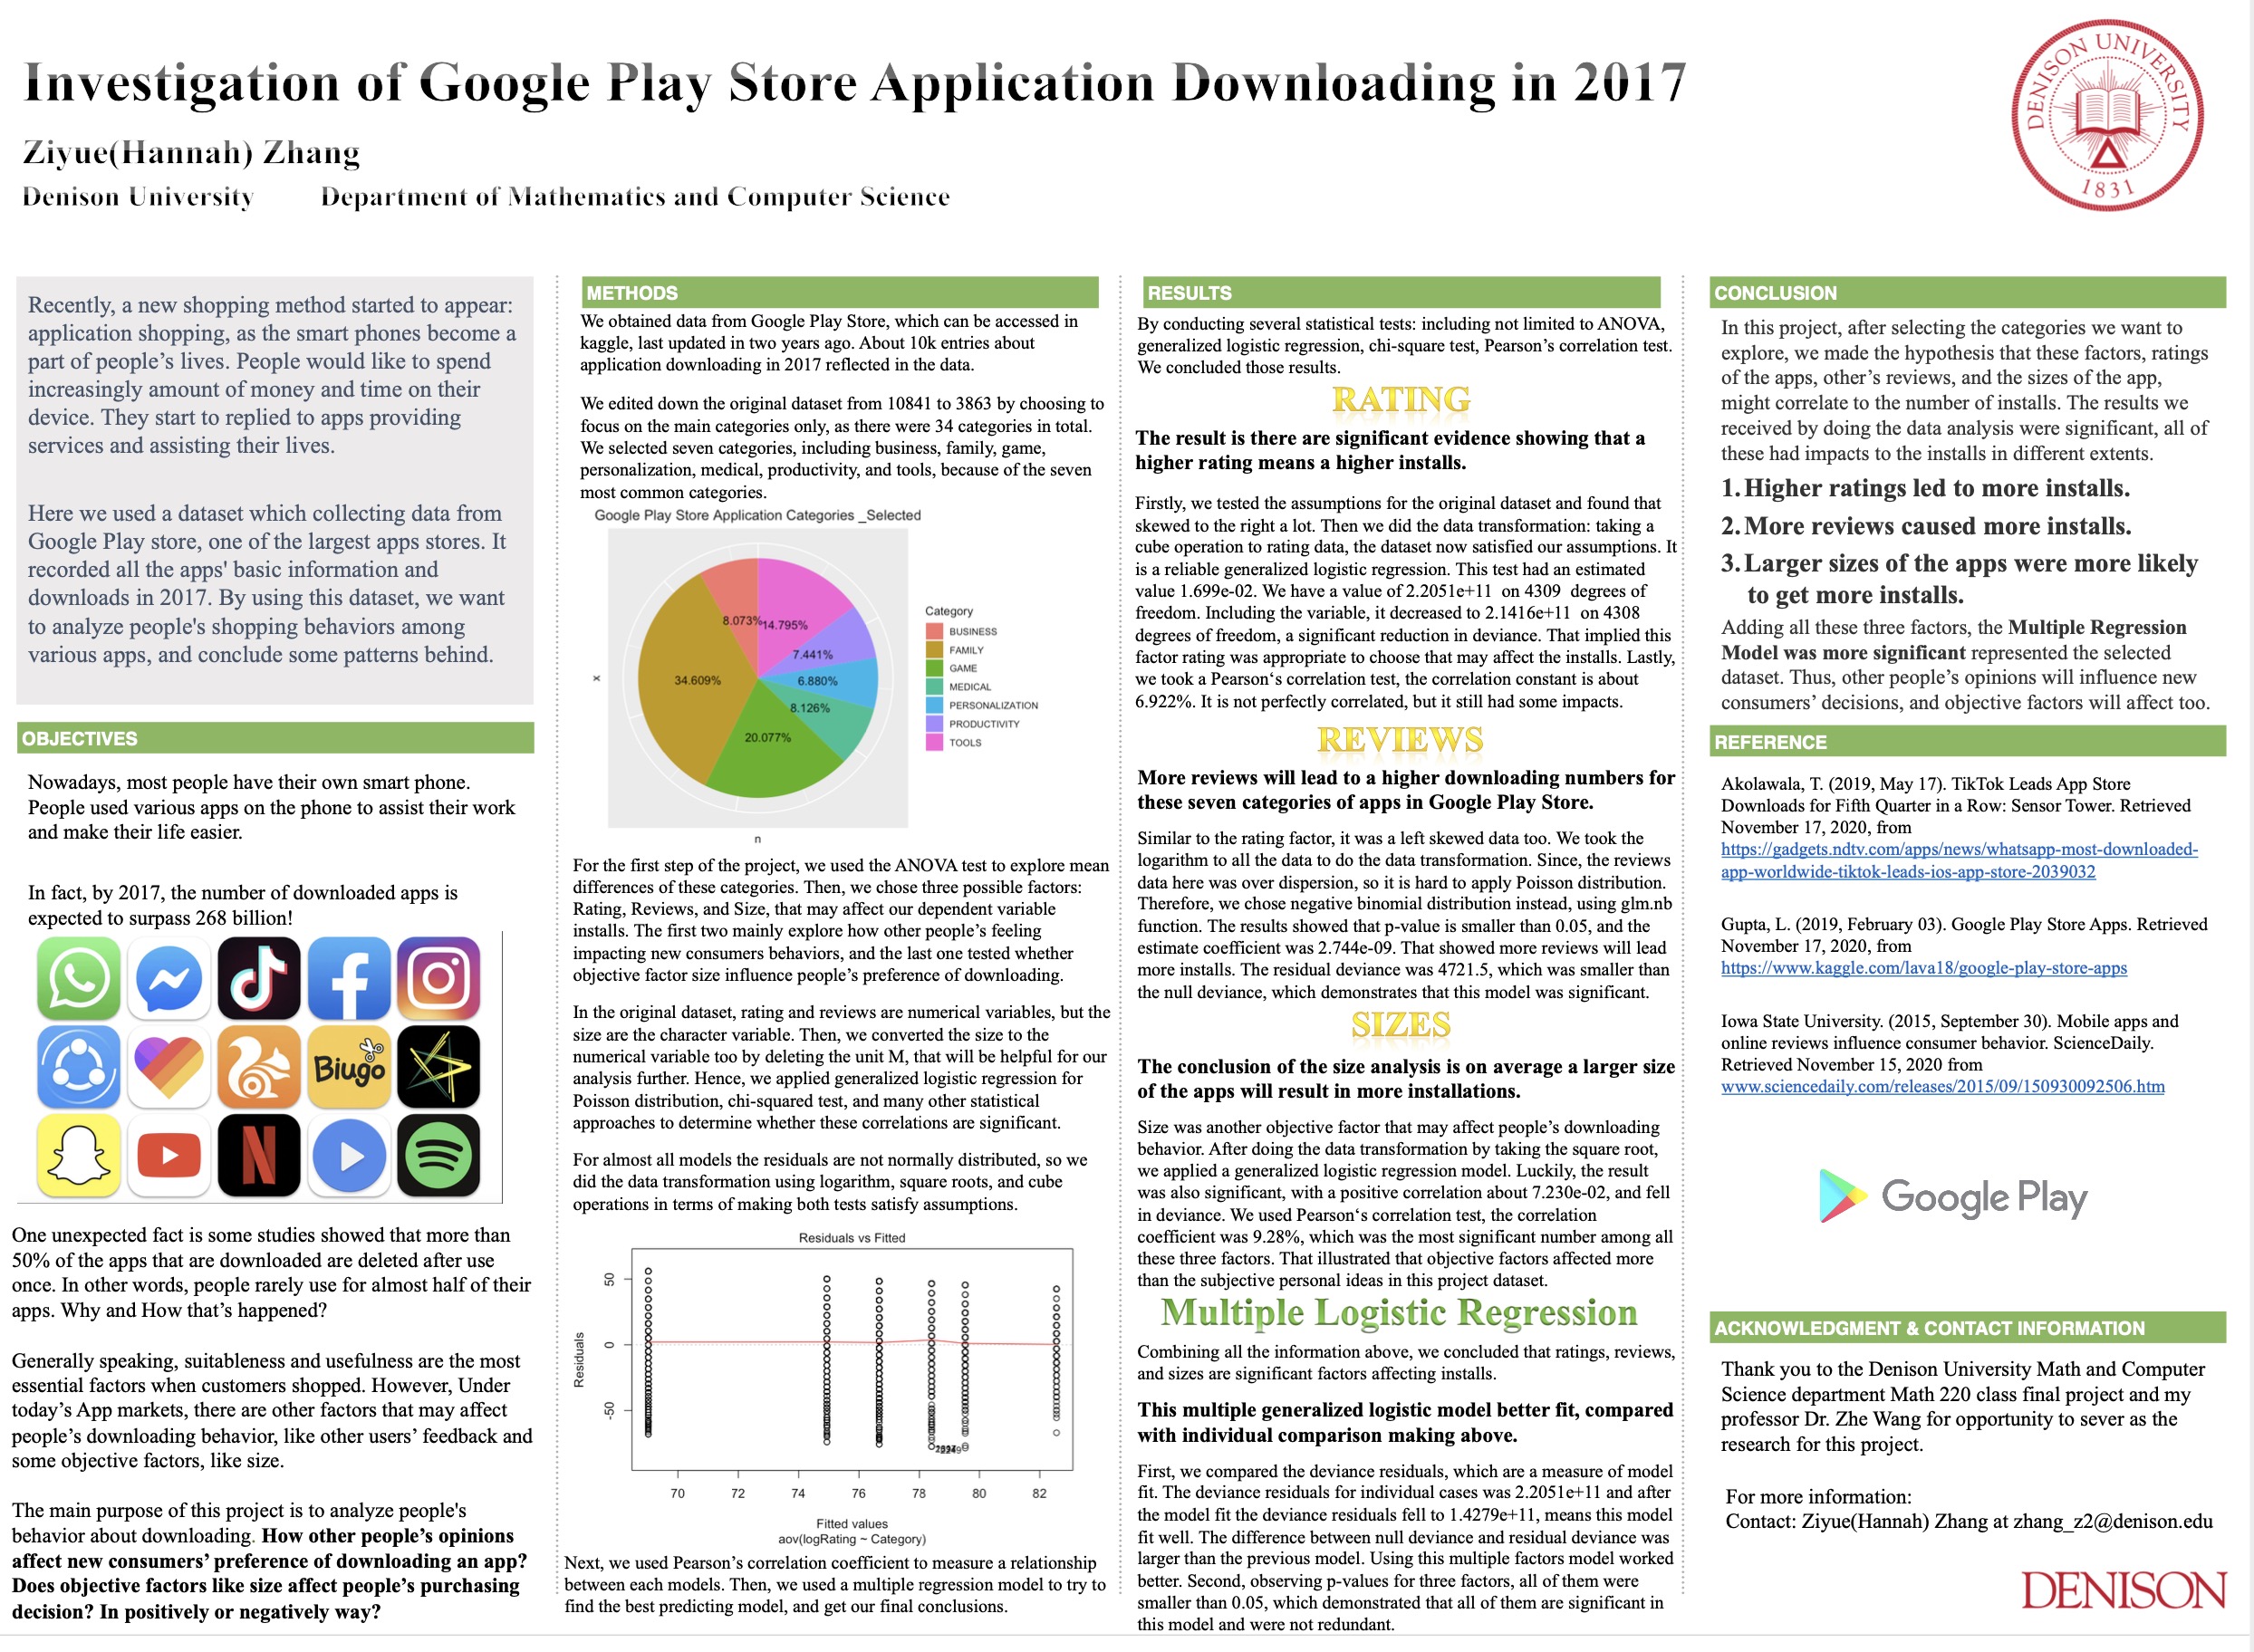 Investigation of Google Play Store Application Downloading in 2017
Ziyue(Hannah) Zhang
Denison University Department of Mathematics and Computer Science
DENISON UNIVERSITY
1831
Recently, a new shopping method started to appear:
application shopping, as the smart phones become a
part of people's lives. People would like to spend
increasingly amount of money and time on their
device. They start to replied to apps providing
services and assisting their lives.
Here we used a dataset which collecting data from
Google Play store, one of the largest apps stores. It
recorded all the apps' basic information and
downloads in 2017. By using this dataset, we want
to analyze people's shopping behaviors among
various apps, and conclude some patterns behind.
OBJECTIVES
Nowadays, most people have their own smart phone.
People used various apps on the phone to assist their work
and make their life easier.
In fact, by 2017, the number of downloaded apps is
expected to surpass 268 billion!
Biugo
One unexpected fact is some studies showed that more than
50% of the apps that are downloaded are deleted after use
once. In other words, people rarely use for almost half of their
apps. Why and How that's happened?
Generally speaking, suitableness and usefulness are the most
essential factors when customers shopped. However, Under
today's App markets, there are other factors that may affect
people's downloading behavior, like other users' feedback and
some objective factors, like size.
The main purpose of this project is to analyze people's
behavior about downloading. How other people's opinions
affect new consumers' preference of downloading an app?
Does objective factors like size affect people's purchasing
decision? In positively or negatively way?
METHODS
We obtained data from Google Play Store, which can be accessed in
kaggle, last updated in two years ago. About 10k entries about
application downloading in 2017 reflected in the data.
We edited down the original dataset from 10841 to 3863 by choosing to
focus on the main categories only, as there were 34 categories in total.
We selected seven categories, including business, family, game,
personalization, medical, productivity, and tools, because of the seven
most common categories.
Google Play Store Application Categories _Selected
8.073%
14.795%
7.441%
6.880%
8.126%
20.077%
34.609%
x
n
Category
BUSINESS
FAMILY
GAME
MEDICAL
PERSONALIZATION
PRODUCTIVITY
TOOLS
For the first step of the project, we used the ANOVA test to explore mean
differences of these categories. Then, we chose three possible factors:
Rating, Reviews, and Size, that may affect our dependent variable
installs. The first two mainly explore how other people's feeling
impacting new consumers behaviors, and the last one tested whether
objective factor size influence people's preference of downloading.
In the original dataset, rating and reviews are numerical variables, but the
size are the character variable. Then, we converted the size to the
numerical variable too by deleting the unit M, that will be helpful for our
analysis further. Hence, we applied generalized logistic regression for
Poisson distribution, chi-squared test, and many other statistical
approaches to determine whether these correlations are significant.
For almost all models the residuals are not normally distributed, so we
did the data transformation using logarithm, square roots, and cube
operations in terms of making both tests satisfy assumptions.
Residuals vs Fitted
Residuals
50
0
-50
70 72 74 76 78 80 82
Fitted values
aov(logRating ~ Category)
Next, we used Pearson's correlation coefficient to measure a relationship
between each models. Then, we used a multiple regression model to try to
find the best predicting model, and get our final conclusions.
RESULTS
By conducting several statistical tests: including not limited to ANOVA,
generalized logistic regression, chi-square test, Pearson's correlation test.
We concluded those results.
RATING
The result is there are significant evidence showing that a
higher rating means a higher installs.
Firstly, we tested the assumptions for the original dataset and found that
skewed to the right a lot. Then we did the data transformation: taking a
cube operation to rating data, the dataset now satisfied our assumptions. It
is a reliable generalized logistic regression. This test had an estimated
value 1.699e-02. We have a value of 2.2051e+11 on 4309 degrees of
freedom. Including the variable, it decreased to 2.1416e+11 on 4308
degrees of freedom, a significant reduction in deviance. That implied this
factor rating was appropriate to choose that may affect the installs. Lastly,
we took a Pearson's correlation test, the correlation constant is about
6.922%. It is not perfectly correlated, but it still had some impacts.
REVIEWS
More reviews will lead to a higher downloading numbers for
these seven categories of apps in Google Play Store.
Similar to the rating factor, it was a left skewed data too. We took the
logarithm to all the data to do the data transformation. Since, the reviews
data here was over dispersion, so it is hard to apply Poisson distribution.
Therefore, we chose negative binomial distribution instead, using glm.nb
function. The results showed that p-value is smaller than 0.05, and the
estimate coefficient was 2.744e-09. That showed more reviews will lead
more installs. The residual deviance was 4721.5, which was smaller than
the null deviance, which demonstrates that this model was significant.
SIZES
The conclusion of the size analysis is on average a larger size
of the apps will result in more installations.
Size was another objective factor that may affect people's downloading
behavior. After doing the data transformation by taking the square root,
we applied a generalized logistic regression model. Luckily, the result
was also significant, with a positive correlation about 7.230e-02, and fell
in deviance. We used Pearson's correlation test, the correlation
coefficient was 9.28%, which was the most significant number among all
these three factors. That illustrated that objective factors affected more
than the subjective personal ideas in this project dataset.
Multiple Logistic Regression
Combining all the information above, we concluded that ratings, reviews,
and sizes are significant factors affecting installs.
This multiple generalized logistic model better fit, compared
with individual comparison making above.
First, we compared the deviance residuals, which are a measure of model
fit. The deviance residuals for individual cases was 2.2051e+11 and after
the model fit the deviance residuals fell to 1.4279e+11, means this model
fit well. The difference between null deviance and residual deviance was
larger than the previous model. Using this multiple factors model worked
better. Second, observing p-values for three factors, all of them were
smaller than 0.05, which demonstrated that all of them are significant in
this model and were not redundant.
CONCLUSION
In this project, after selecting the categories we want to
explore, we made the hypothesis that these factors, ratings
of the apps, other's reviews, and the sizes of the app,
might correlate to the number of installs. The results we
received by doing the data analysis were significant, all of
these had impacts to the installs in different extents.
1. Higher ratings led to more installs.
2. More reviews caused more installs.
3. Larger sizes of the apps were more likely
to get more installs.
Adding all these three factors, the Multiple Regression
Model was more significant represented the selected
dataset. Thus, other people's opinions will influence new
consumers' decisions, and objective factors will affect too.
REFERENCE
Akolawala, T. (2019, May 17). TikTok Leads App Store
Downloads for Fifth Quarter in a Row: Sensor Tower. Retrieved
November 17, 2020, from
https://gadgets.ndtv.com/apps/news/whatsapp-most-downloaded-
app-worldwide-tiktok-leads-ios-app-store-2039032
Gupta, L. (2019, February 03). Google Play Store Apps. Retrieved
November 17, 2020, from
https://www.kaggle.com/lava18/google-play-store-apps
Iowa State University. (2015, September 30). Mobile apps and
online reviews influence consumer behavior. ScienceDaily.
Retrieved November 15, 2020 from
www.sciencedaily.com/releases/2015/09/150930092506.htm
Google Play
ACKNOWLEDGMENT & CONTACT INFORMATION
Thank you to the Denison University Math and Computer
Science department Math 220 class final project and my
professor Dr. Zhe Wang for opportunity to sever as the
research for this project.
For more information:
Contact: Ziyue(Hannah) Zhang at zhang_z2@denison.edu
DENISON